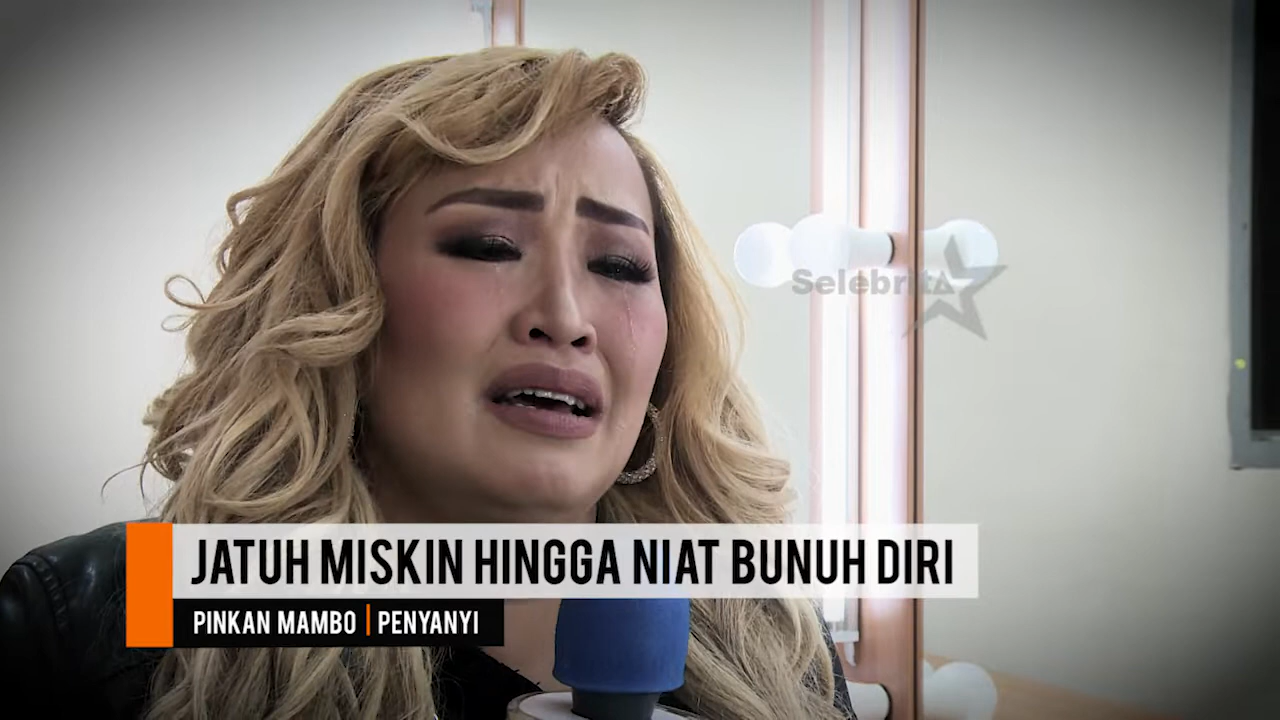 Selebrita
JATUH MISKIN HINGGA NIAT BUNUH DIRI
PINKAN MAMBO | PENYANYI